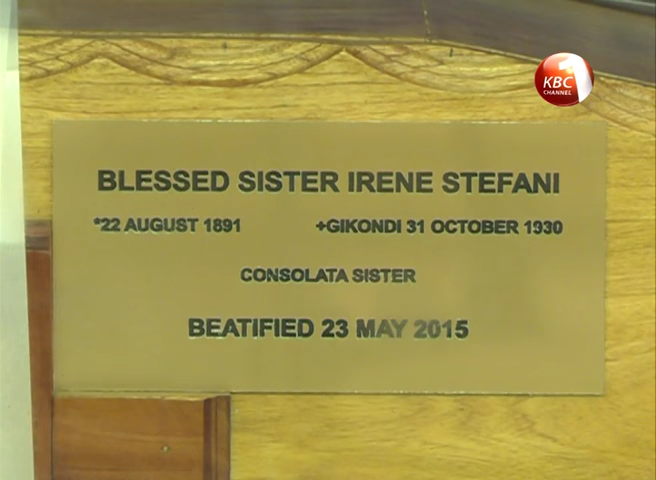 KBC 1
CHANNEL
BLESSED SISTER IRENE STEFANI
*22 AUGUST 1891 +GIKONDI 31 OCTOBER 1930
CONSOLATA SISTER
BEATIFIED 23 MAY 2015